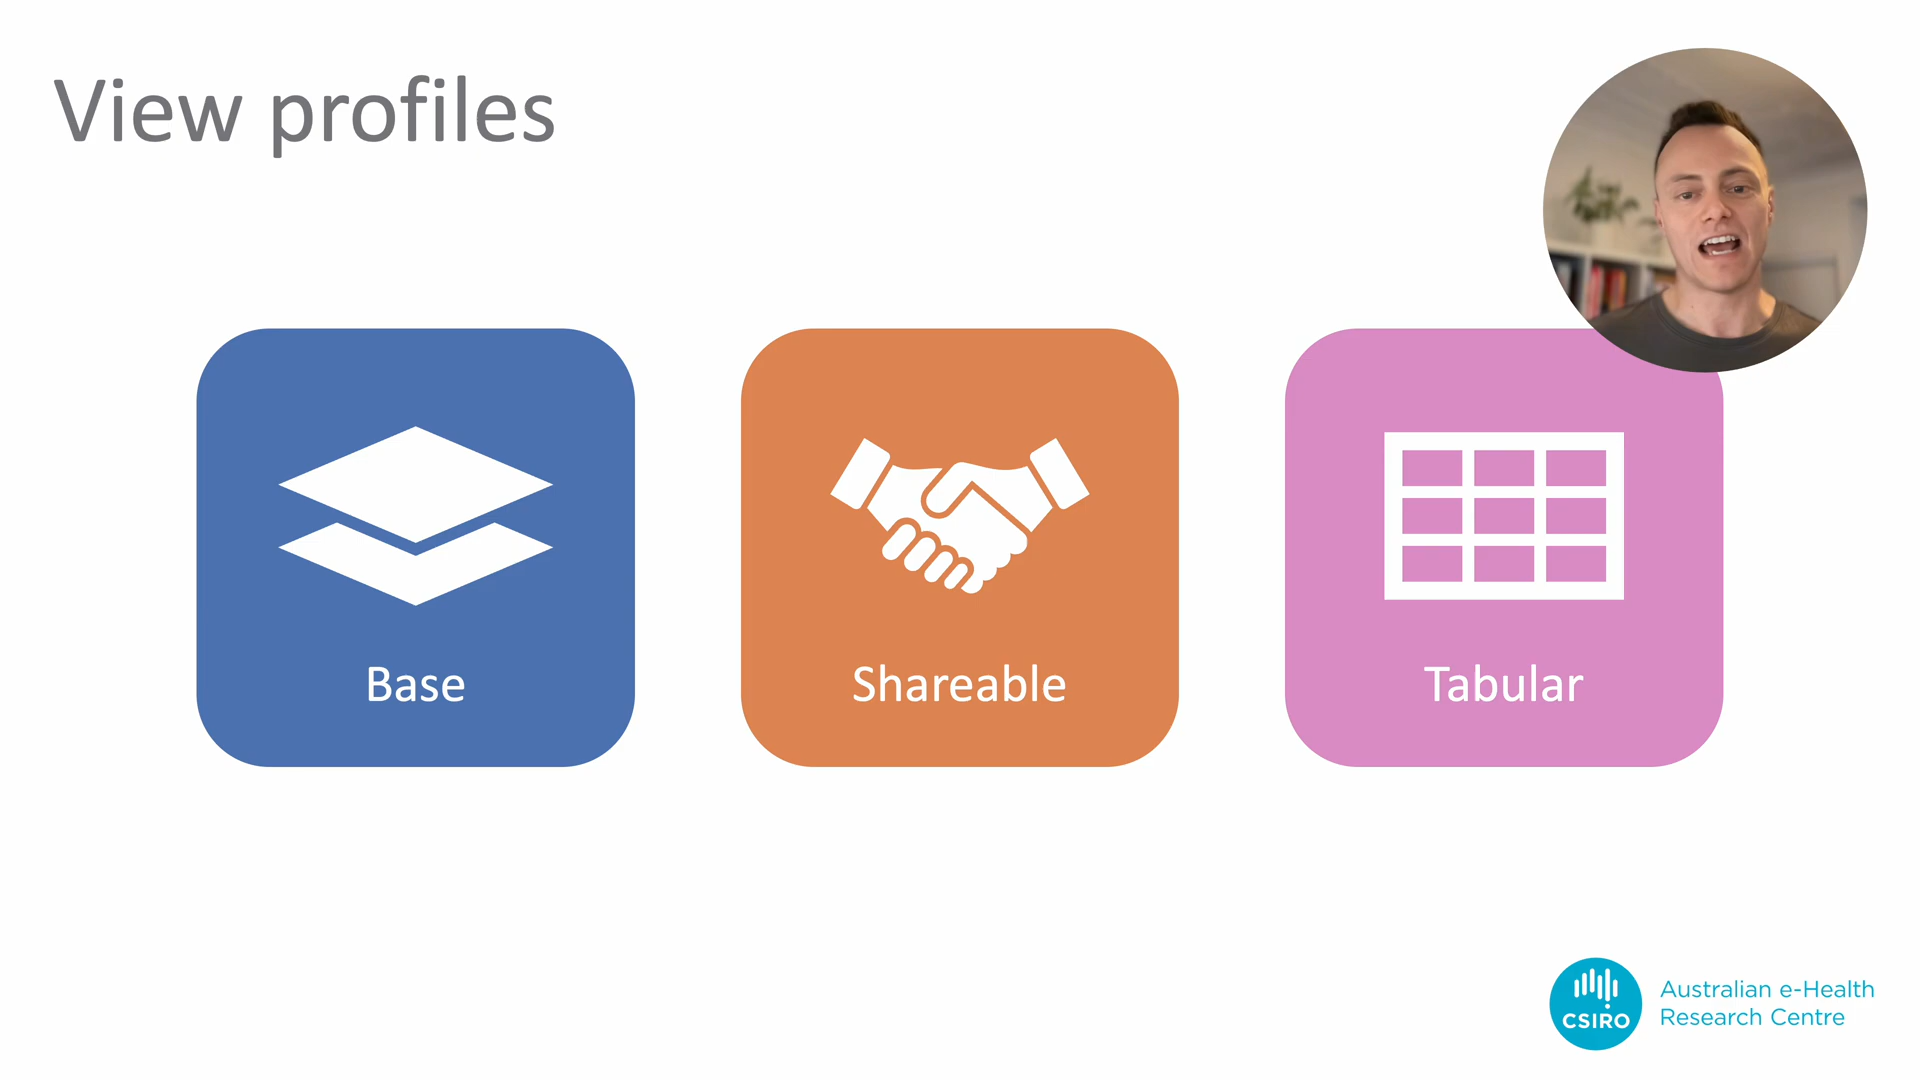 View profiles
Base
Shareable
Tabular
CSIRO
Australian e-Health
Research Centre